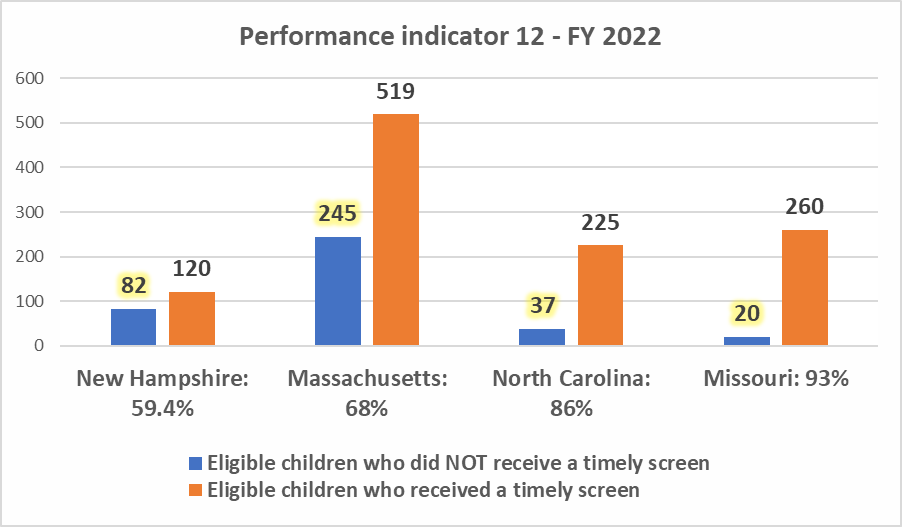 Performance indicator 12 - FY 2022
600
500
400
300
200
100
0
82
120
245
519
37
225
20
260
New Hampshire:
59.4%
Massachusetts:
68%
North Carolina:
86%
Missouri: 93%
Eligible children who did NOT receive a timely screen
Eligible children who received a timely screen